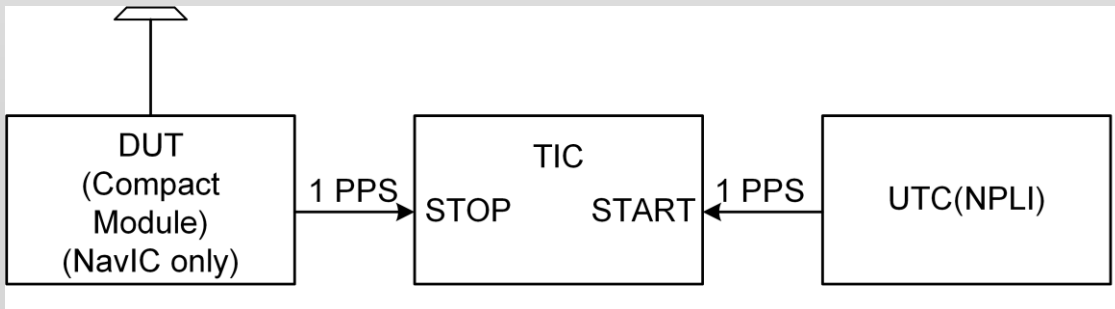 DUT
(Compact
Module)
(NavIC only)
1 PPS
TIC
STOP
START
1 PPS
UTC(NPLI)